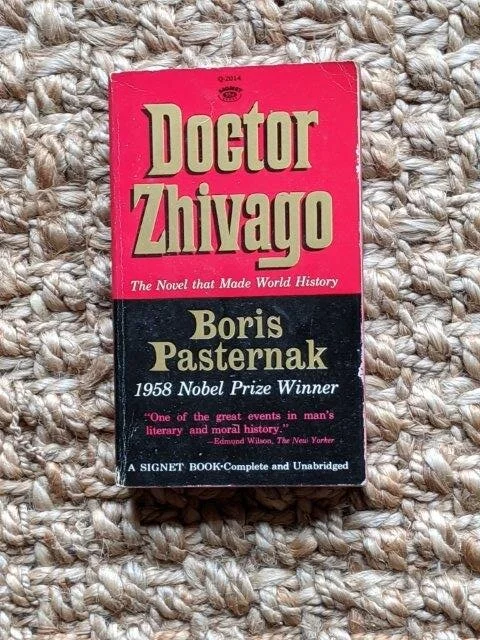 Q-2014
SIGNET
Doctor
Zhivago
The Novel that Made World History
Boris
Pasternak
1958 Nobel Prize Winner
"One of the great events in man's
literary and moral history."
—Edmund Wilson, The New Yorker
A SIGNET BOOK•Complete and Unabridged